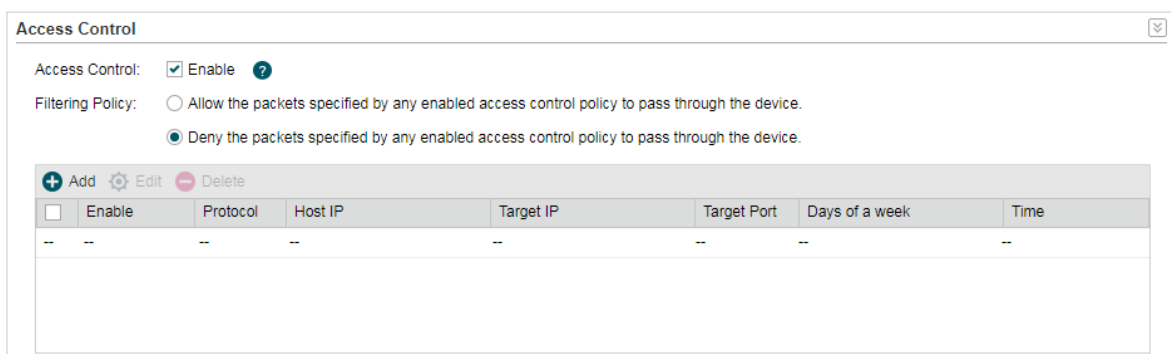 Access Control
Access Control: Enable ?
Filtering Policy: Allow the packets specified by any enabled access control policy to pass through the device.
Deny the packets specified by any enabled access control policy to pass through the device.
Add Edit Delete
Enable Protocol Host IP Target IP Target Port Days of a week Time
-- -- -- -- -- -- -- --